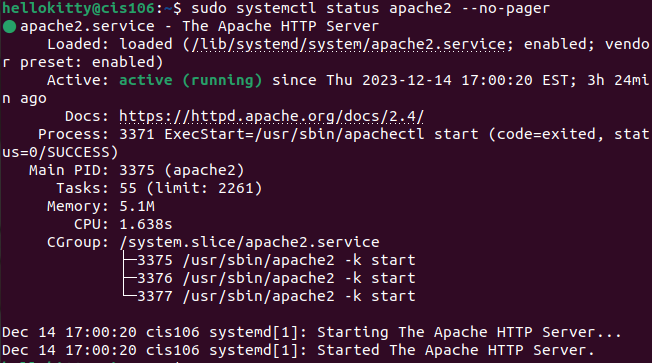 hellokitty@cis106:~$ sudo systemctl status apache2 --no-pager
● apache2.service - The Apache HTTP Server
     Loaded: loaded (/lib/systemd/system/apache2.service; enabled; vendo
r preset: enabled)
     Active: active (running) since Thu 2023-12-14 17:00:20 EST; 3h 24mi
n ago
       Docs: https://httpd.apache.org/docs/2.4/
    Process: 3371 ExecStart=/usr/sbin/apachectl start (code=exited, stat
us=0/SUCCESS)
   Main PID: 3375 (apache2)
      Tasks: 55 (limit: 2261)
     Memory: 5.1M
        CPU: 1.638s
     CGroup: /system.slice/apache2.service
             ├─3375 /usr/sbin/apache2 -k start
             ├─3376 /usr/sbin/apache2 -k start
             └─3377 /usr/sbin/apache2 -k start
Dec 14 17:00:20 cis106 systemd[1]: Starting The Apache HTTP Server...
Dec 14 17:00:20 cis106 systemd[1]: Started The Apache HTTP Server.